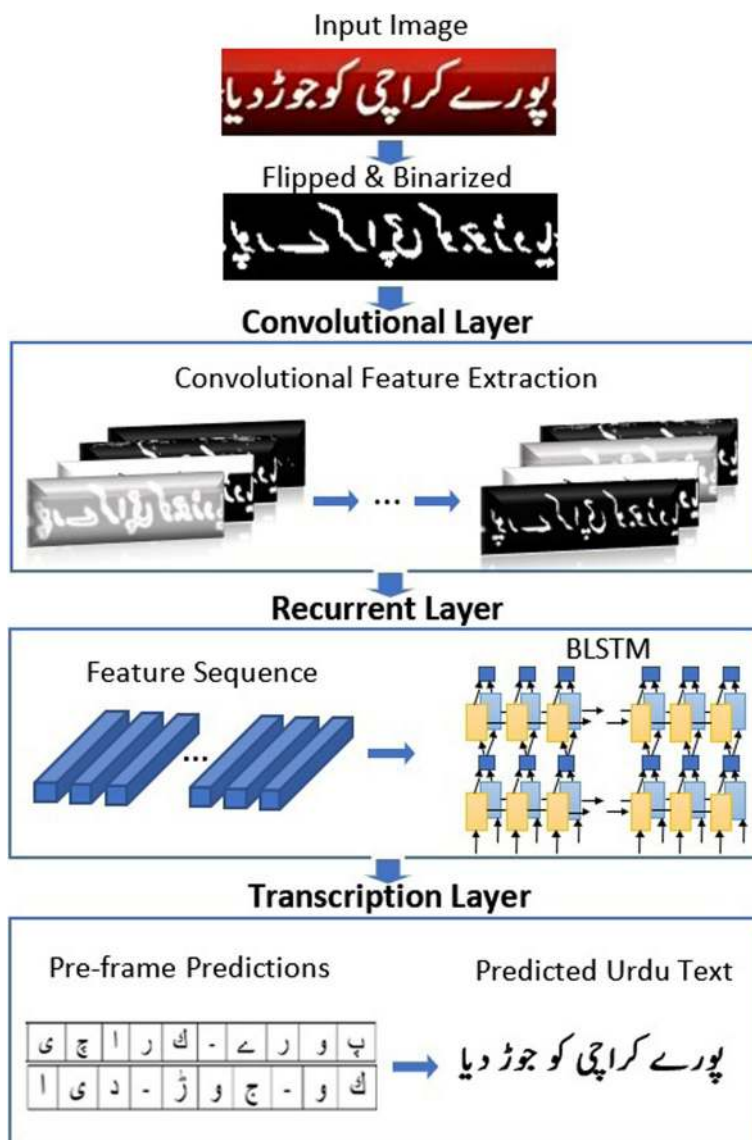 Input Image
پورے کراچی کو جوڑ دیا
Flipped & Binarized
Convolutional Layer
Convolutional Feature Extraction
...
Recurrent Layer
Feature Sequence
BLSTM
...
Transcription Layer
Pre-frame Predictions
Predicted Urdu Text
پ و ر ے - ك ر ا چ ی
ك و - ج و ڑ - د ی ا
پورے کراچی کو جوڑ دیا